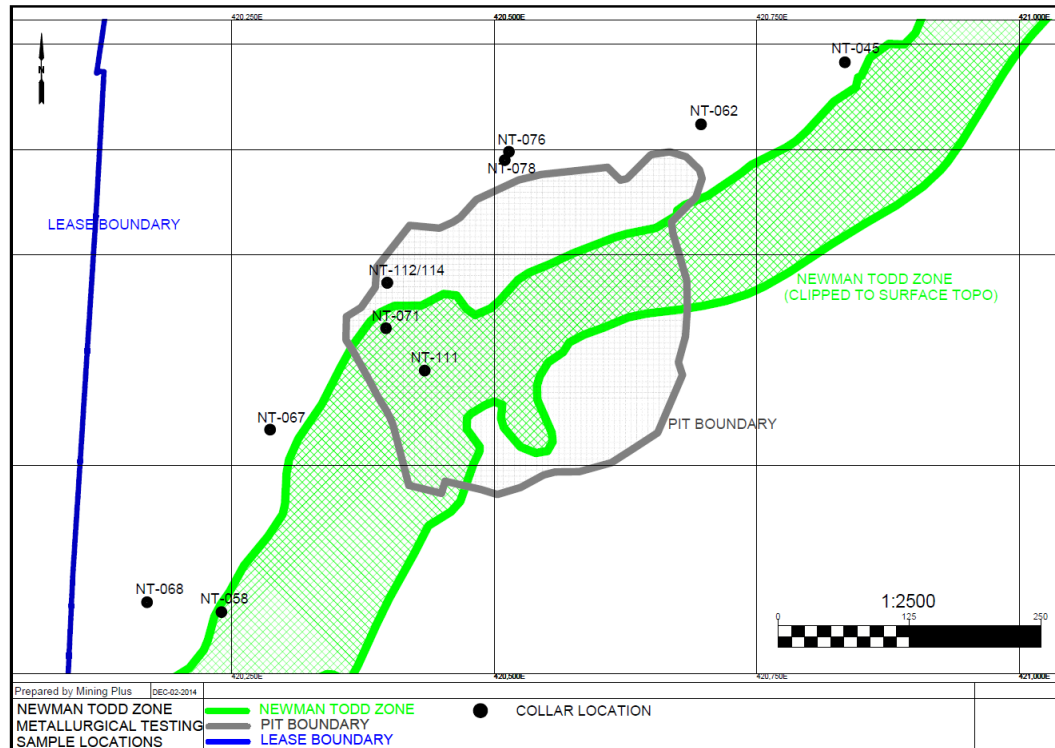 420,250E 420,500E 420,750E 421,000E
N
NT-045
NT-062
NT-076
NT-078
LEASE BOUNDARY
NT-112/114
NEWMAN TODD ZONE
(CLIPPED TO SURFACE TOPO)
NT-071
NT-111
NT-067
PIT BOUNDARY
NT-068
NT-058
1:2500
0 125 250
420,250E 420,500E 420,750E 421,000E
Prepared by Mining Plus DEC-02-2014
NEWMAN TODD ZONE
METALLURGICAL TESTING
SAMPLE LOCATIONS
NEWMAN TODD ZONE
PIT BOUNDARY
LEASE BOUNDARY
COLLAR LOCATION